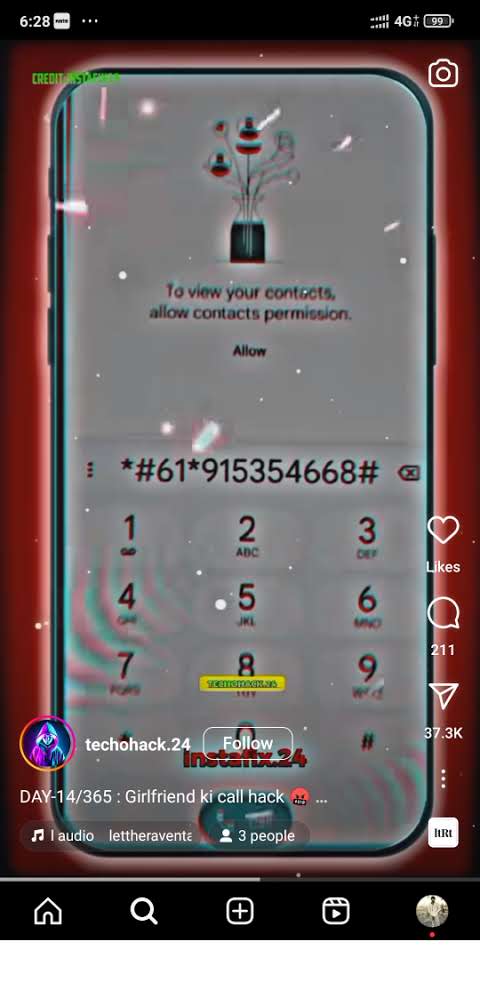 6:28
4G
99
CREDIT INSTAFIX.24
To view your contacts,
allow contacts permission.
Allow
*#61*915354668#
1
2
3
ABC
DEF
4
5
6
GHI
JKL
MNO
7
8
9
PQRS
TECHOHACK.24
#
Likes
211
37.3K
techohack.24
Follow
instafix.24
DAY-14/365 : Girlfriend ki call hack 😡 ...
l audio
lettheraventa
3 people